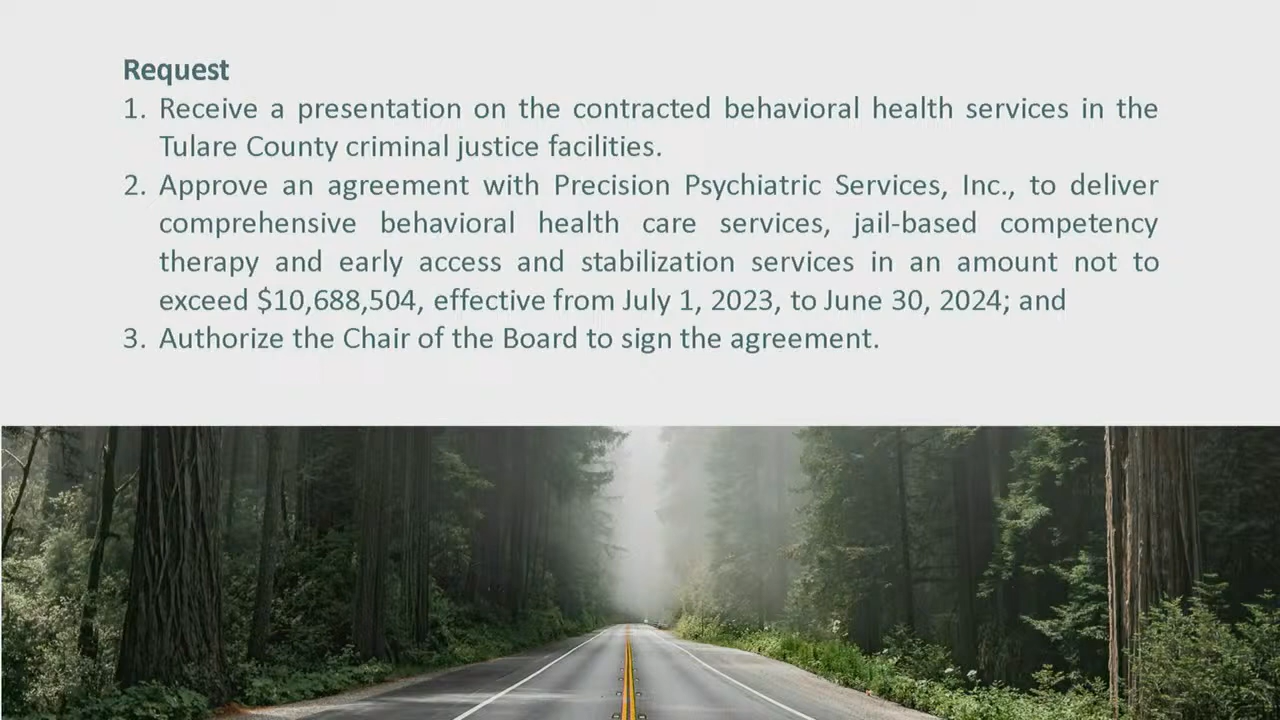 Request
1. Receive a presentation on the contracted behavioral health services in the
Tulare County criminal justice facilities.
2. Approve an agreement with Precision Psychiatric Services, Inc., to deliver
comprehensive behavioral health care services, jail-based competency
therapy and early access and stabilization services in an amount not to
exceed $10,688,504, effective from July 1, 2023, to June 30, 2024; and
3. Authorize the Chair of the Board to sign the agreement.